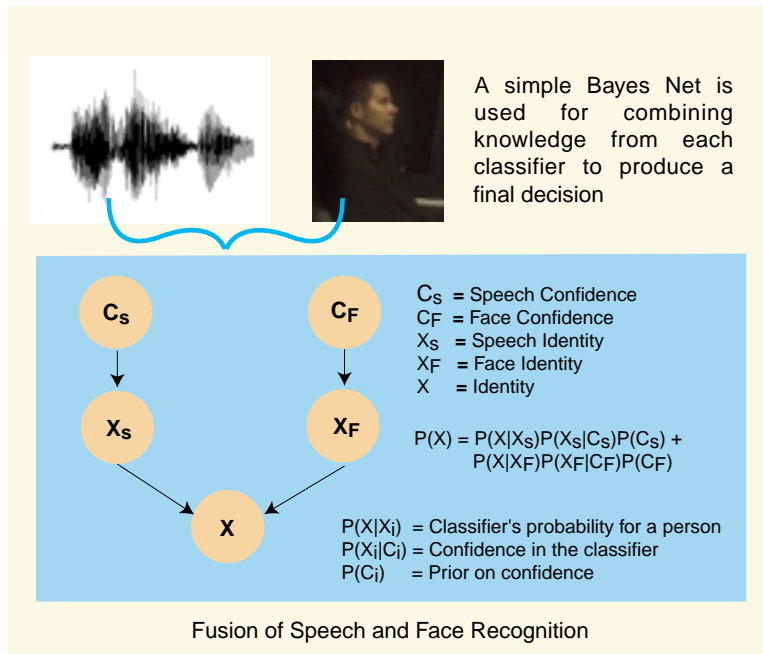 A simple Bayes Net is
used for combining
knowledge from each
classifier to produce a
final decision
Cs
CF
Xs
XF
X
Cs = Speech Confidence
CF = Face Confidence
Xs = Speech Identity
XF = Face Identity
X = Identity
P(X) = P(X|Xs)P(Xs|Cs)P(Cs) +
P(X|XF)P(XF|CF)P(CF)
P(X|Xi) = Classifier's probability for a person
P(Xi|Ci) = Confidence in the classifier
P(Ci) = Prior on confidence
Fusion of Speech and Face Recognition